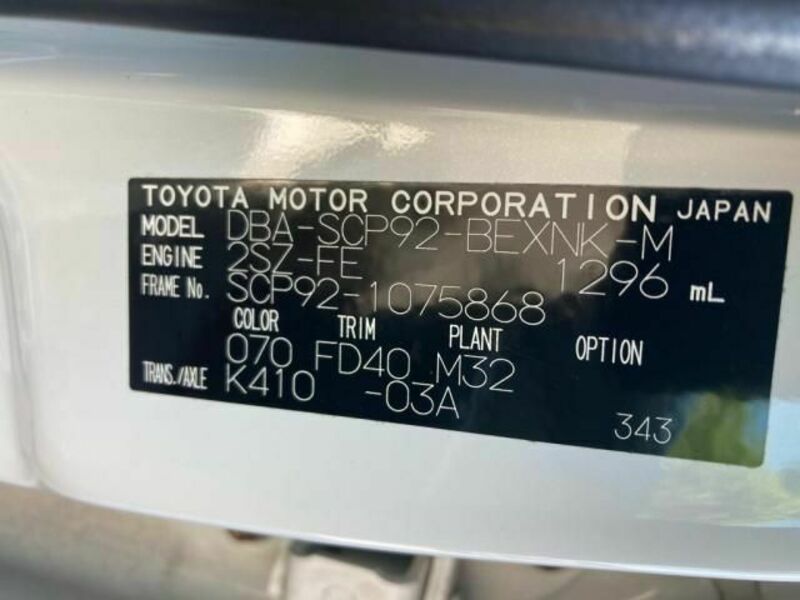 TOYOTA MOTOR CORPORATION JAPAN
MODEL DBA-SCP92-BEXNK-M
ENGINE 2SZ-FE 1296 mL
FRAME No. SCP92-1075868
COLOR TRIM PLANT OPTION
070 FD40 M32
TRANS./AXLE K410 -03A
343